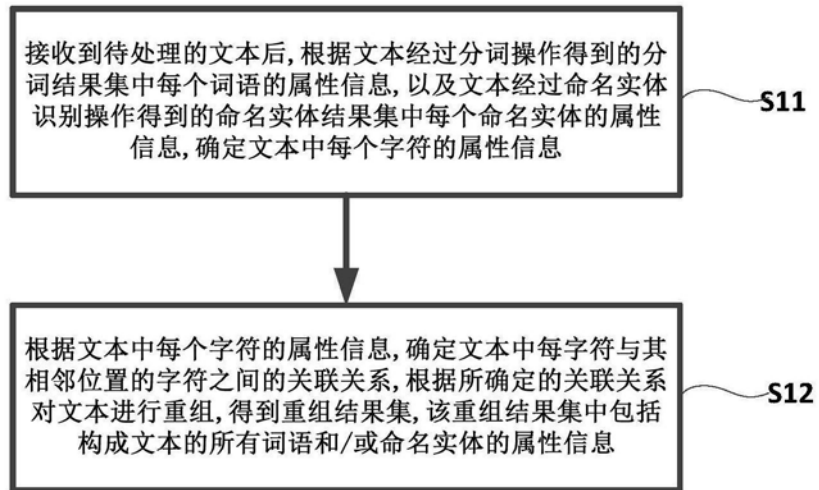 接收到待处理的文本后,根据文本经过分词操作得到的分
词结果集中每个词语的属性信息,以及文本经过命名实体
识别操作得到的命名实体结果集中每个命名实体的属性
信息,确定文本中每个字符的属性信息
S11
根据文本中每个字符的属性信息,确定文本中每字符与其
相邻位置的字符之间的关联关系,根据所确定的关联关系
对文本进行重组,得到重组结果集,该重组结果集中包括
构成文本的所有词语和/或命名实体的属性信息
S12